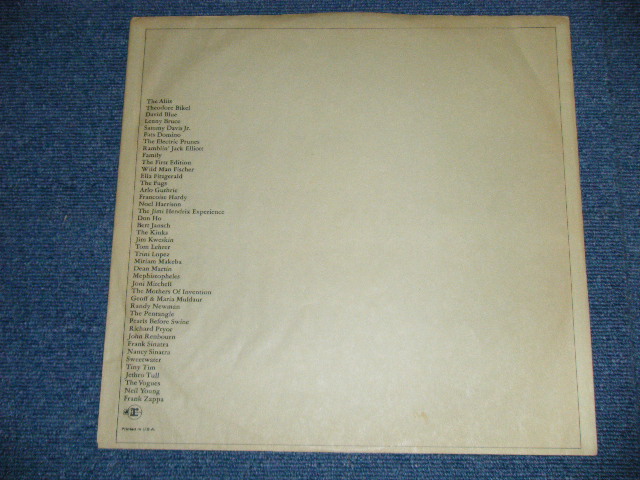 The Alño
Theodore Bikel
David Blue
Lenny Bruce
Sammy Davis Jr.
Fats Domino
The Electric Prunes
Ramblin' Jack Elliott
Family
The First Edition
Wild Man Fischer
Ella Fitzgerald
The Fugs
Arlo Guthrie
Francoise Hardy
Noel Harrison
The Jimi Hendrix Experience
Don Ho
Bert Jansch
The Kinks
Jim Kweskin
Tom Lehrer
Trini Lopez
Miriam Makeba
Dean Martin
Mephistopheles
Joni Mitchell
The Mothers Of Invention
Geoff & Maria Muldaur
Randy Newman
The Pentangle
Pearls Before Swine
Richard Pryor
John Renbourn
Frank Sinatra
Nancy Sinatra
Sweetwater
Tiny Tim
Jethro Tull
The Vogues
Neil Young
Frank Zappa
Printed in U.S.A.